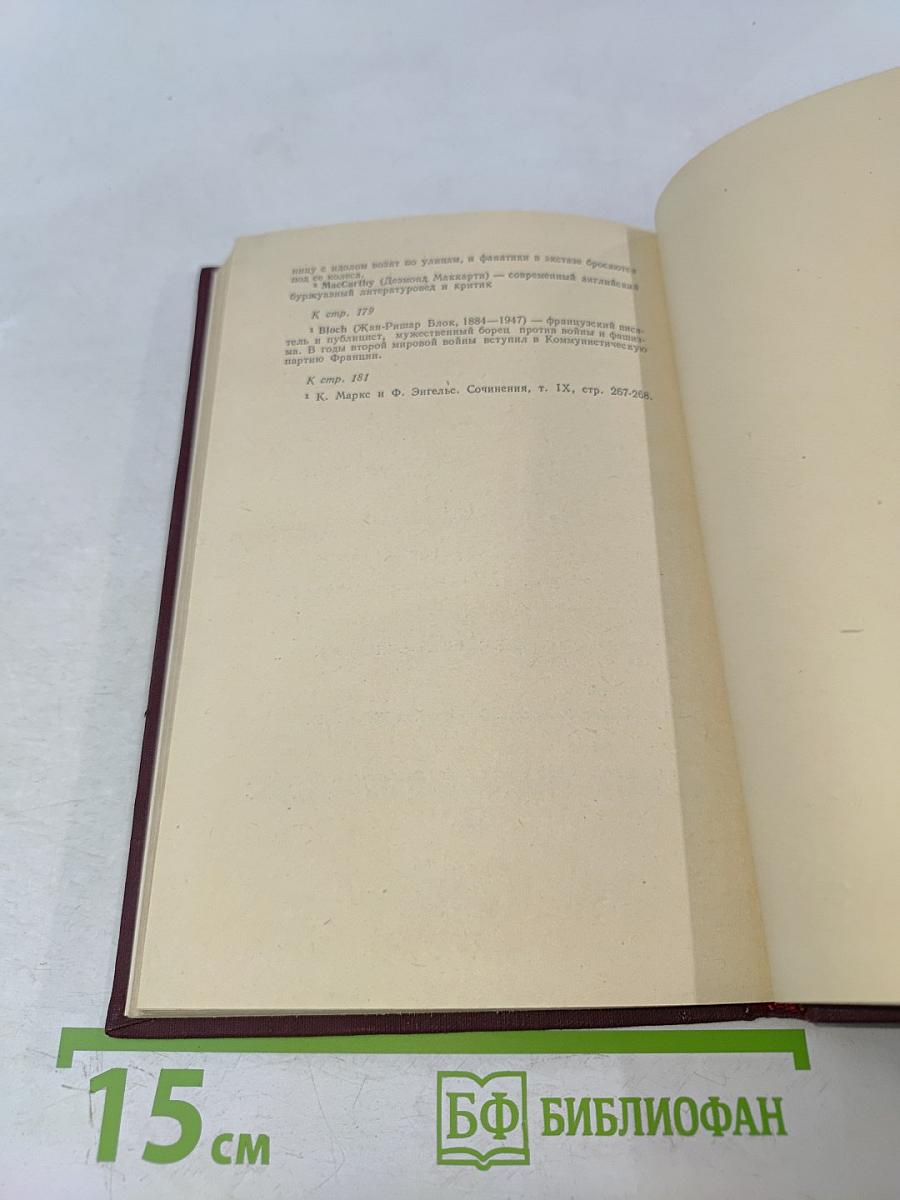 ницу с идолом возят по улицам, и фанатики в экстазе бросаются
под ее колеса.
² MacCarthy (Дезмонд Маккарти) — современный английский
буржуазный литературовед и критик
К стр. 179
¹ Bloch (Жан-Ришар Блок, 1884—1947) — французский писа-
тель и публицист, мужественный борец против войны и фашиз-
ма. В годы второй мировой войны вступил в Коммунистическую
партию Франции.
К стр. 181
¹ К. Маркс и Ф. Энгельс. Сочинения, т. IX, стр. 267-268.
15 см
БФ БИБЛИОФАН